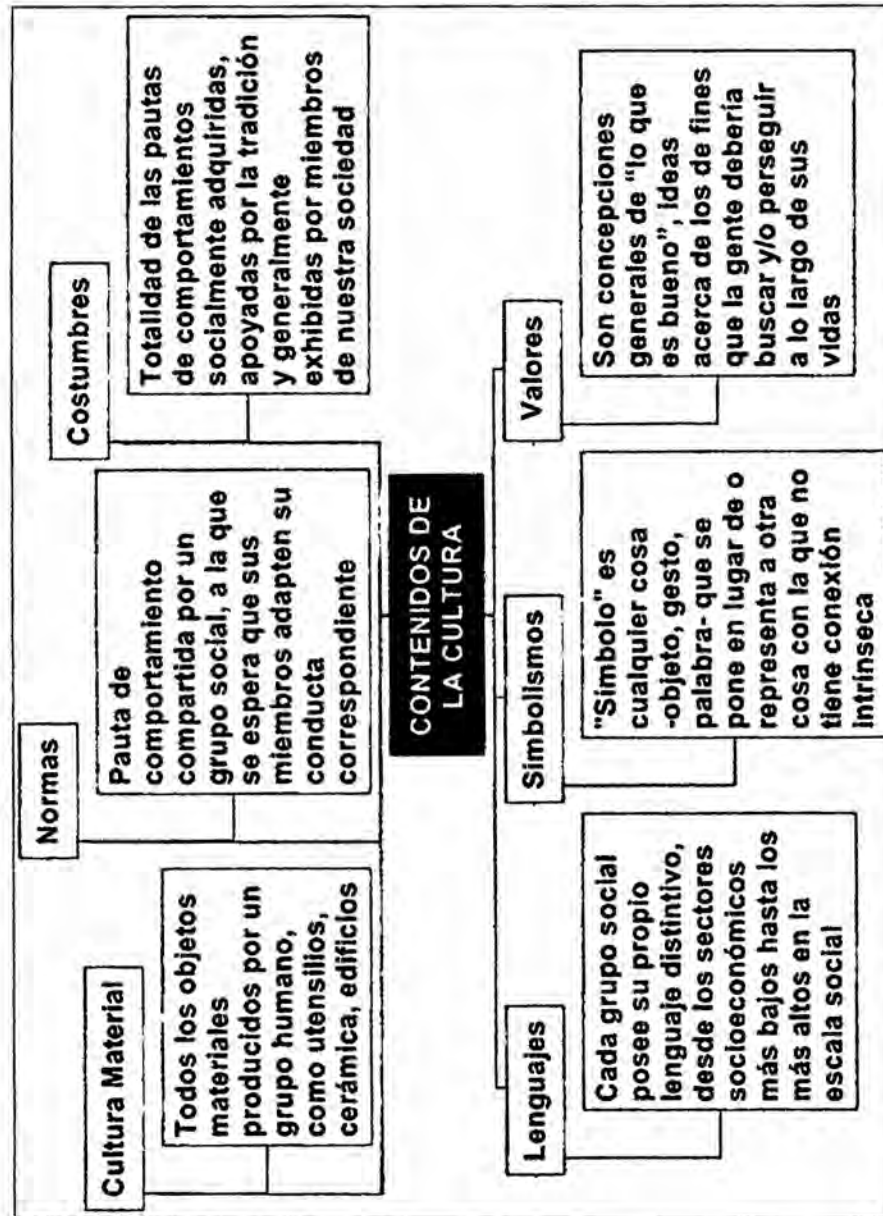 Cultura Material
Todos los objetos
materiales
producidos por un
grupo humano,
como utensilios,
cerámica, edificios
Normas
Pauta de
comportamiento
compartida por un
grupo social, a la que
se espera que sus
miembros adapten su
conducta
correspondiente
Costumbres
Totalidad de las pautas
de comportamientos
socialmente adquiridas,
apoyadas por la tradición
y generalmente
exhibidas por miembros
de nuestra sociedad
CONTENIDOS DE
LA CULTURA
Lenguajes
Cada grupo social
posee su propio
lenguaje distintivo,
desde los sectores
socioeconómicos
más bajos hasta los
más altos en la
escala social
Simbolismos
"Símbolo" es
cualquier cosa
-objeto, gesto,
palabra- que se
pone en lugar de o
representa a otra
cosa con la que no
tiene conexión
intrínseca
Valores
Son concepciones
generales de "lo que
es bueno", ideas
acerca de los de fines
que la gente debería
buscar y/o perseguir
a lo largo de sus
vidas